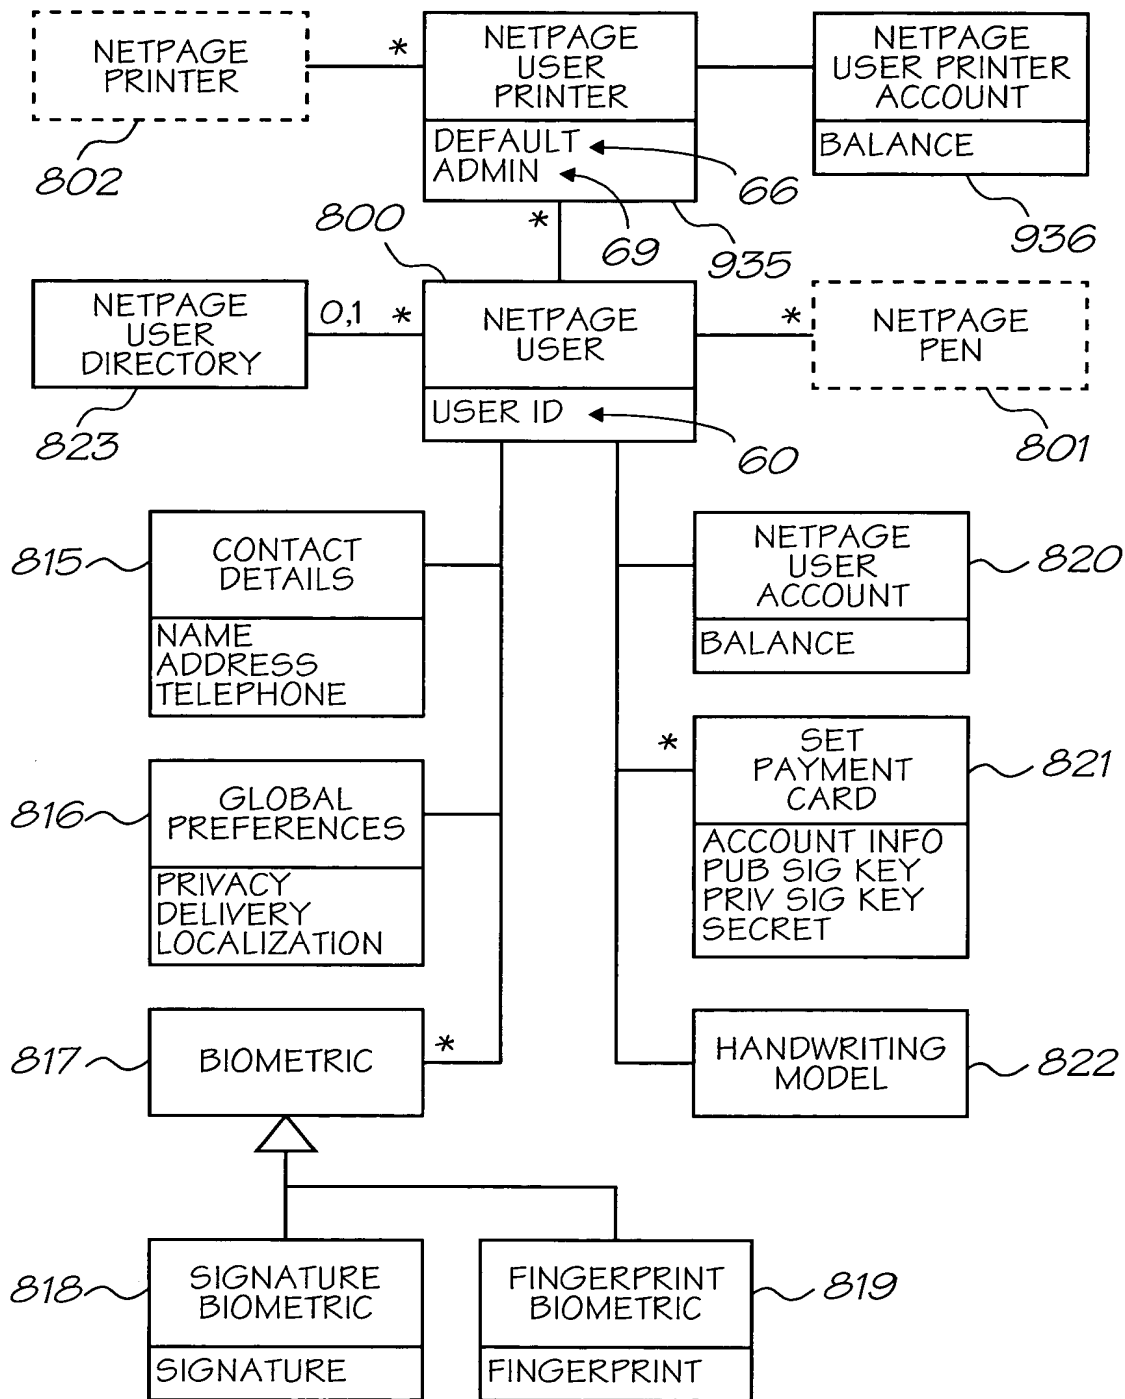 NETPAGE
PRINTER
802
*
NETPAGE
USER
PRINTER
DEFAULT
ADMIN
66
69
935
NETPAGE
USER PRINTER
ACCOUNT
BALANCE
936
*
800
NETPAGE
USER
DIRECTORY
823
0,1 *
NETPAGE
USER
USER ID
60
*
NETPAGE
PEN
801
815
CONTACT
DETAILS
NAME
ADDRESS
TELEPHONE
NETPAGE
USER
ACCOUNT
BALANCE
820
816
GLOBAL
PREFERENCES
PRIVACY
DELIVERY
LOCALIZATION
*
SET
PAYMENT
CARD
ACCOUNT INFO
PUB SIG KEY
PRIV SIG KEY
SECRET
821
817
BIOMETRIC
*
HANDWRITING
MODEL
822
818
SIGNATURE
BIOMETRIC
SIGNATURE
FINGERPRINT
BIOMETRIC
FINGERPRINT
819